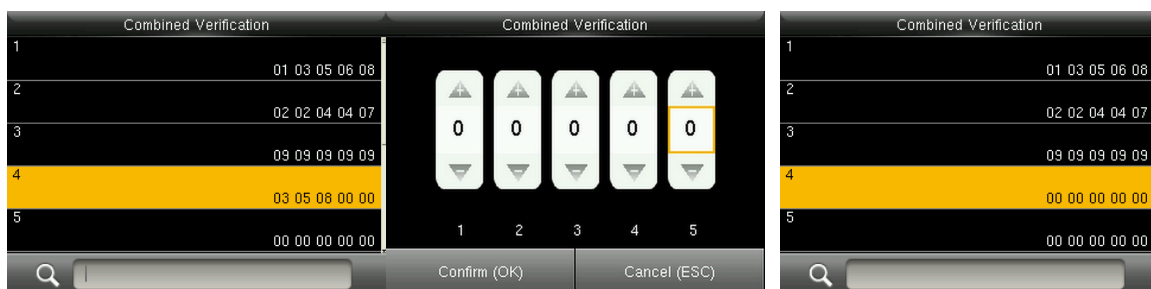 Combined Verification
1
01 03 05 06 08
2
02 02 04 04 07
3
09 09 09 09 09
4
03 05 08 00 00
5
00 00 00 00 00
Combined Verification
0 0 0 0 0
1 2 3 4 5
Confirm (OK) Cancel (ESC)
Combined Verification
1
01 03 05 06 08
2
02 02 04 04 07
3
09 09 09 09 09
4
00 00 00 00 00
5
00 00 00 00 00